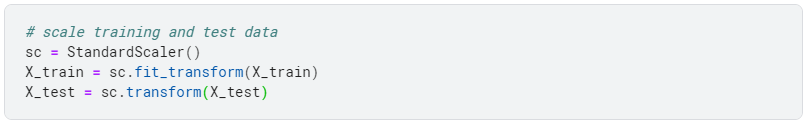 # scale training and test data
sc = StandardScaler()
X_train = sc.fit_transform(X_train)
X_test = sc.transform(X_test)